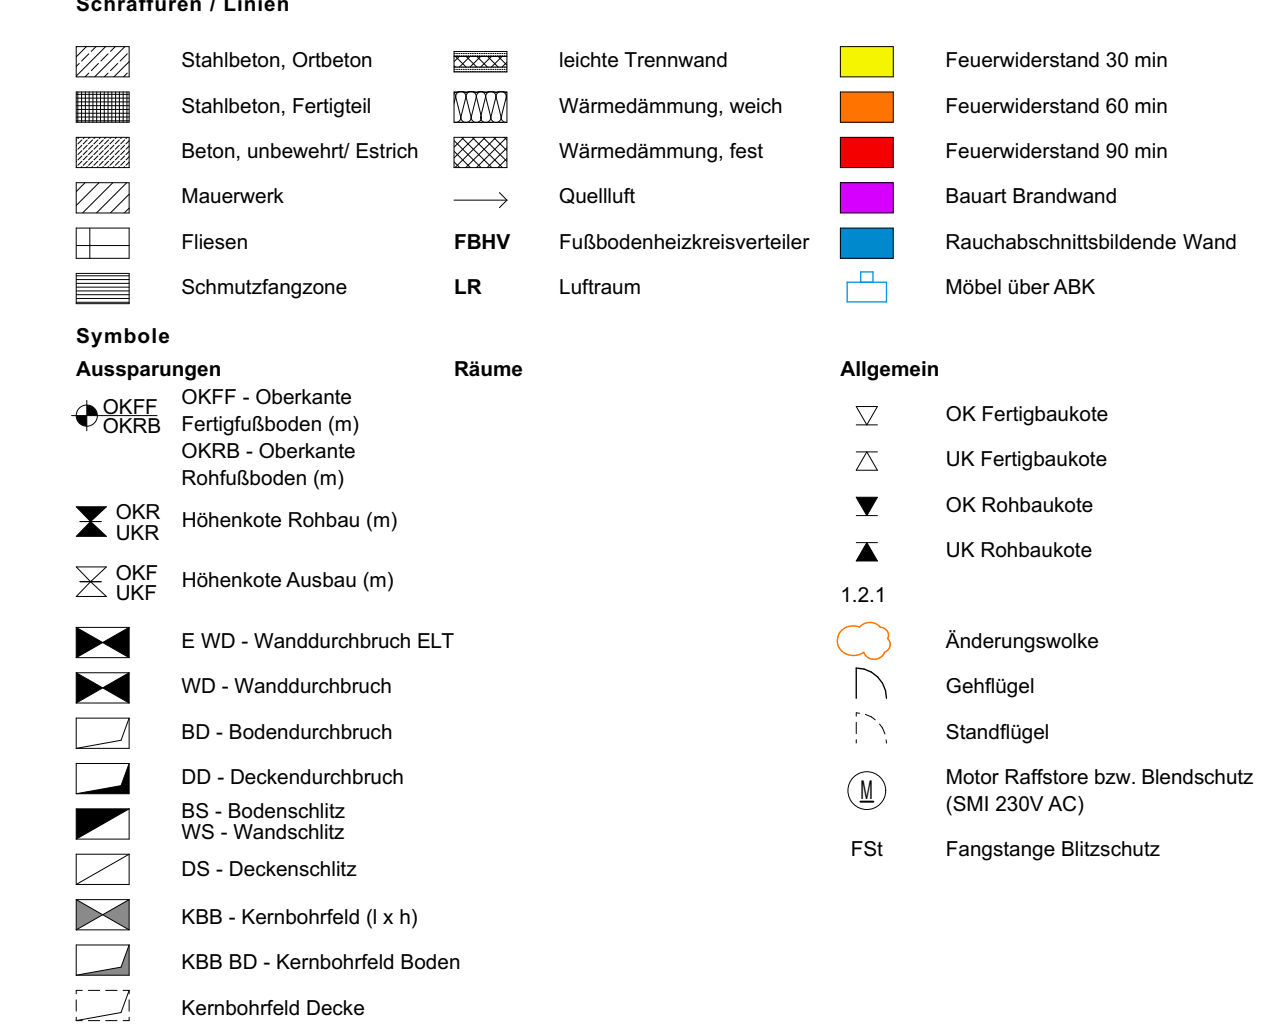 Schraffuren / Linien
Stahlbeton, Ortbeton
Stahlbeton, Fertigteil
Beton, unbewehrt/ Estrich
Mauerwerk
Fliesen
Schmutzfangzone
leichte Trennwand
Wärmedämmung, weich
Wärmedämmung, fest
Quellluft
FBHV Fußbodenheizkreisverteiler
LR Luftraum
Feuerwiderstand 30 min
Feuerwiderstand 60 min
Feuerwiderstand 90 min
Bauart Brandwand
Rauchabschnittsbildende Wand
Möbel über ABK
Symbole
Aussparungen
OKFF
OKRB
OKFF - Oberkante
Fertigfußboden (m)
OKRB - Oberkante
Rohfußboden (m)
OKR
UKR
Höhenkote Rohbau (m)
OKF
UKF
Höhenkote Ausbau (m)
E WD - Wanddurchbruch ELT
WD - Wanddurchbruch
BD - Bodendurchbruch
DD - Deckendurchbruch
BS - Bodenschlitz
WS - Wandschlitz
DS - Deckenschlitz
KBB - Kernbohrfeld (l x h)
KBB BD - Kernbohrfeld Boden
Kernbohrfeld Decke
Räume
Allgemein
OK Fertigbaukote
UK Fertigbaukote
OK Rohbaukote
UK Rohbaukote
1.2.1
Änderungswolke
Gehflügel
Standflügel
M
Motor Raffstore bzw. Blendschutz
(SMI 230V AC)
FSt Fangstange Blitzschutz